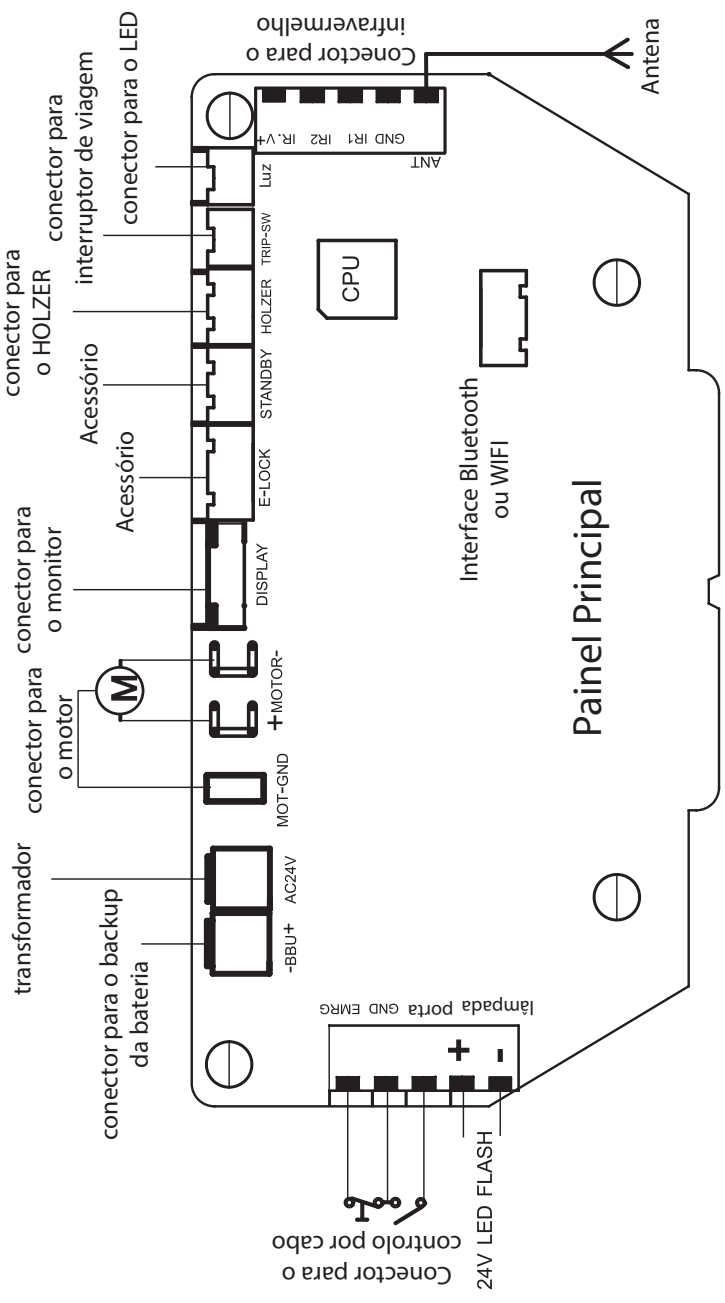 transformador
conector para o backup
da bateria
conector para
o motor
conector para
o monitor
Acessório
Acessório
conector para
o HOLZER
conector para
interruptor de viagem
conector para o LED
Conector para o
infravermelho
Antena
M
-BBU+
AC24V
MOT-GND
+MOTOR-
DISPLAY
E-LOCK
STANDBY
HOLZER
TRIP-SW
Luz
IR.V+
IR2
IR1
GND
ANT
CPU
Interface Bluetooth
ou WIFI
Painel Principal
EMRG
GND
porta
lâmpada
+
-
24V LED FLASH
Conector para o
controlo por cabo